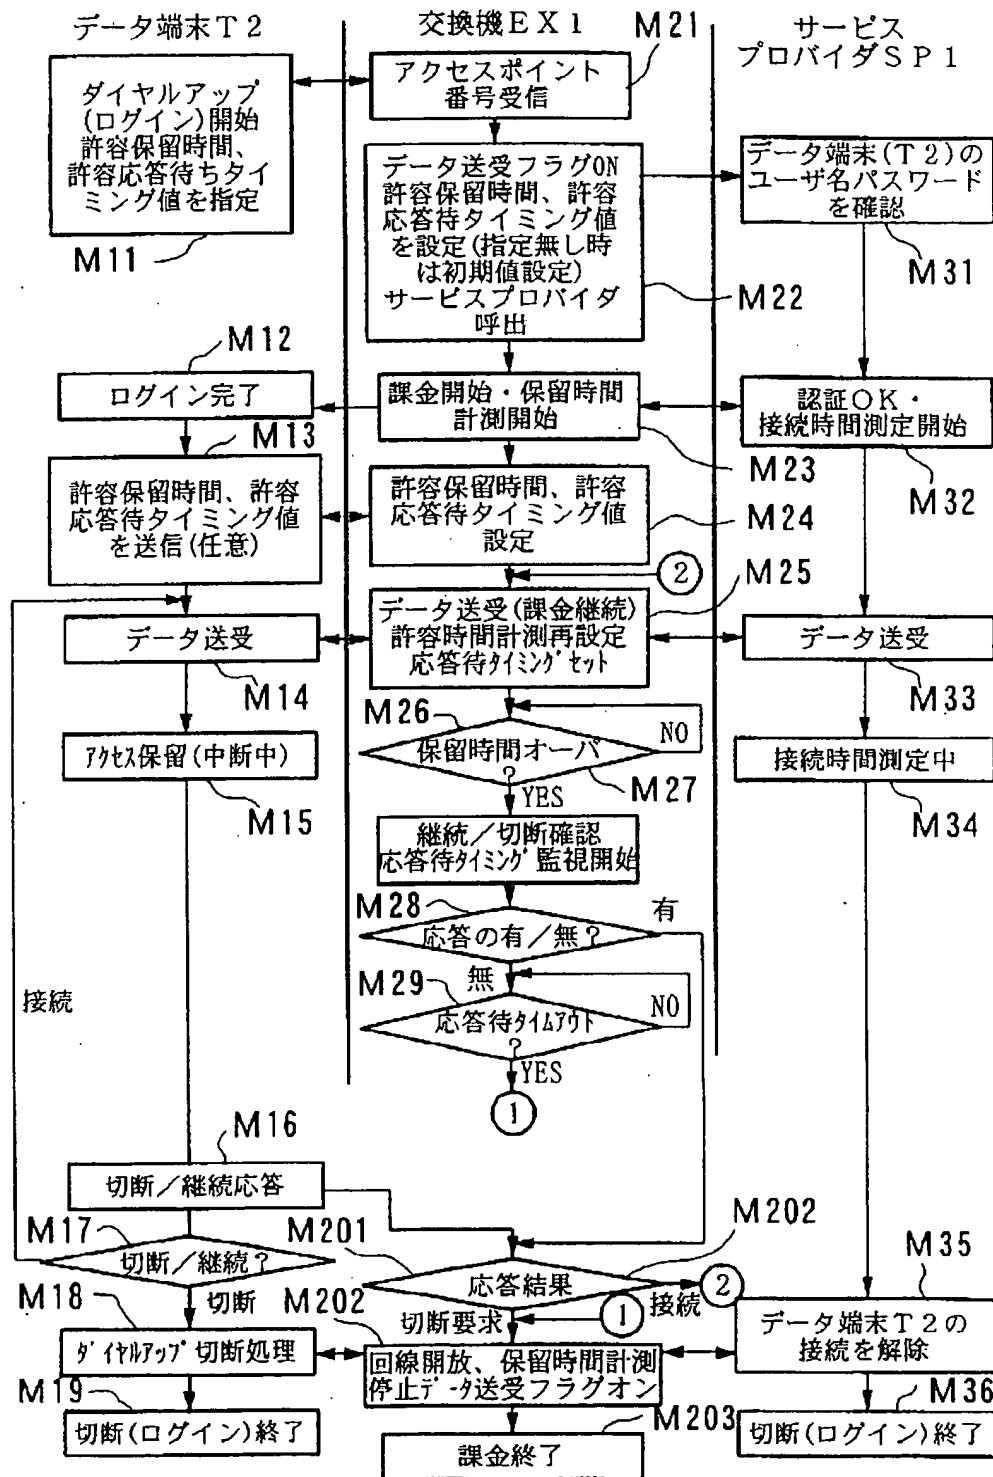 データ端末T2
交換機EX1
サービス
プロバイダSP1
M21
アクセスポイント
番号受信
ダイヤルアップ
(ログイン)開始
許容保留時間、
許容応答待ちタイ
ミング値を指定
M11
データ送受フラグON
許容保留時間、許容
応答待タイミング値
を設定(指定無し時
は初期値設定)
サービスプロバイダ
呼出
M22
データ端末(T2)の
ユーザ名パスワード
を確認
M31
M12
ログイン完了
課金開始・保留時間
計測開始
M23
認証OK・
接続時間測定開始
M32
M13
許容保留時間、許容
応答待タイミング値
を送信(任意)
許容保留時間、許容
応答待タイミング値
設定
M24
②
M25
データ送受
M14
データ送受(課金継続)
許容時間計測再設定
応答待タイミングセット
データ送受
M33
M26
保留時間オーバ
?
NO
M27
YES
アクセス保留(中断中)
M15
接続時間測定中
M34
継続/切断確認
応答待タイミング監視開始
M28
応答の有/無?
有
無
M29
応答待タイムアウト
?
NO
YES
①
接続
M16
切断/継続応答
M17
切断/継続?
切断
M201
M202
応答結果
接続
②
切断要求
①
M18
ダイヤルアップ切断処理
M202
回線開放、保留時間計測
停止データ送受フラグオン
M35
データ端末T2の
接続を解除
M19
切断(ログイン)終了
M203
課金終了
M36
切断(ログイン)終了